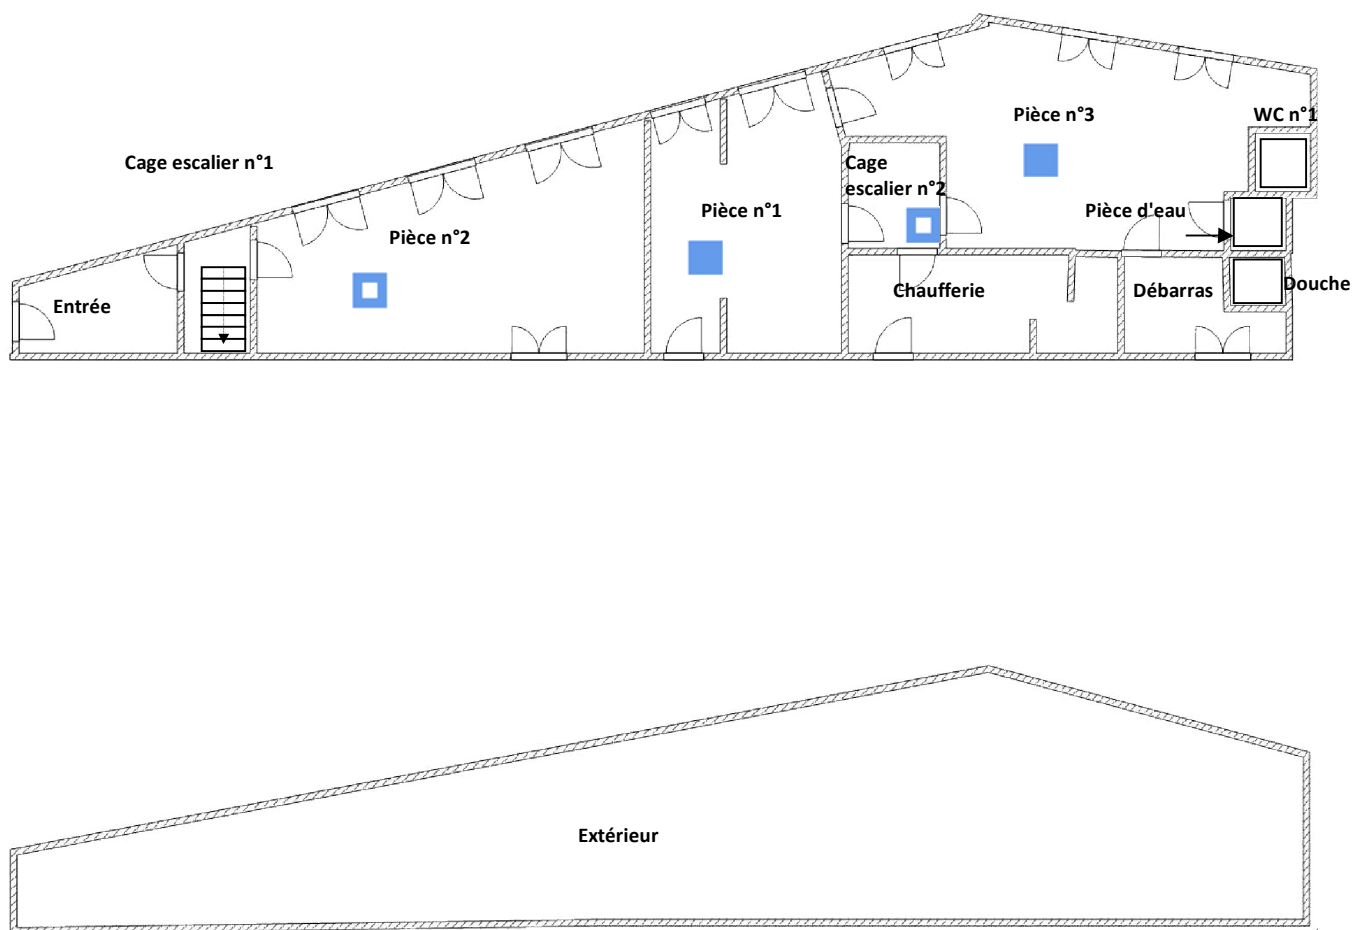 Pièce n°3
WC n°1
Cage escalier n°1
Cage
escalier n°2
Pièce n°1
Pièce d'eau
Pièce n°2
Entrée
Chaufferie
Débarras
Douche
Extérieur